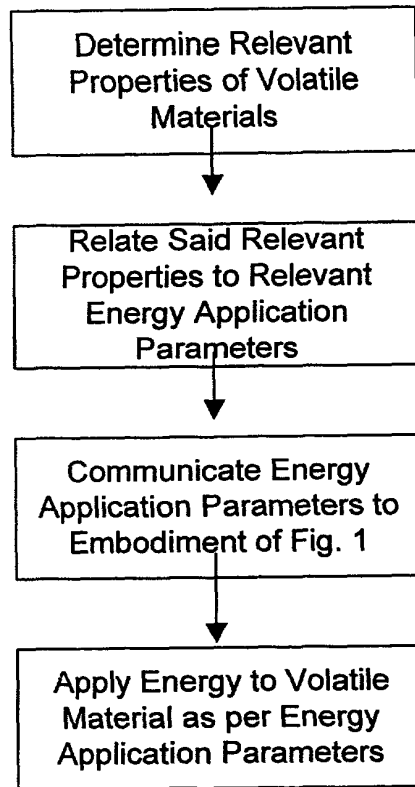 Determine Relevant
Properties of Volatile
Materials
Relate Said Relevant
Properties to Relevant
Energy Application
Parameters
Communicate Energy
Application Parameters to
Embodiment of Fig. 1
Apply Energy to Volatile
Material as per Energy
Application Parameters